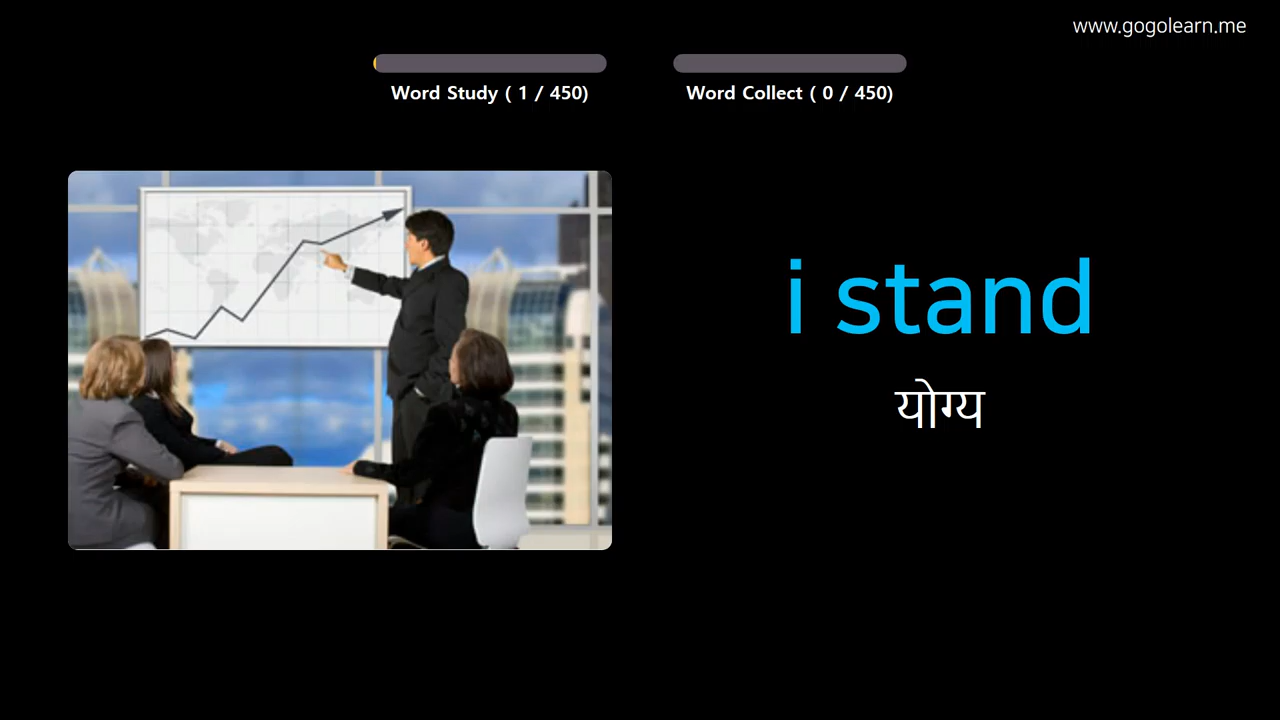 www.gogolearn.me
Word Study ( 1 / 450)
Word Collect ( 0 / 450)
i stand
योग्य